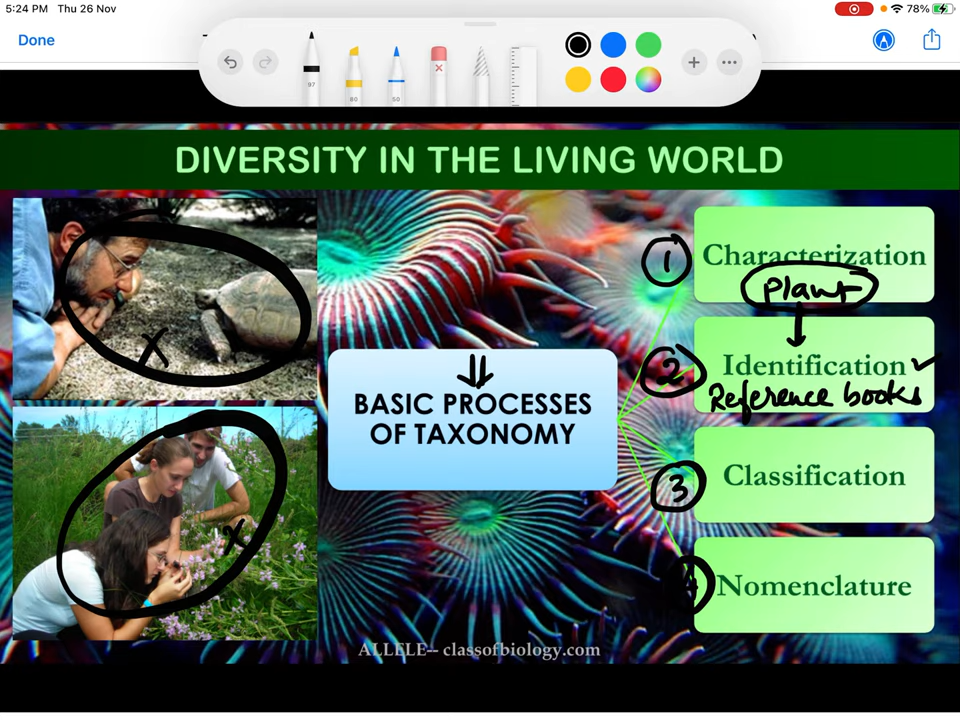 5:24 PM Thu 26 Nov
78%
Done
97
80
50
DIVERSITY IN THE LIVING WORLD
1
Characterization
Plant
2
Identification
Reference books
BASIC PROCESSES
OF TAXONOMY
3
Classification
4
Nomenclature
X
X
ALLELE-- classofbiology.com